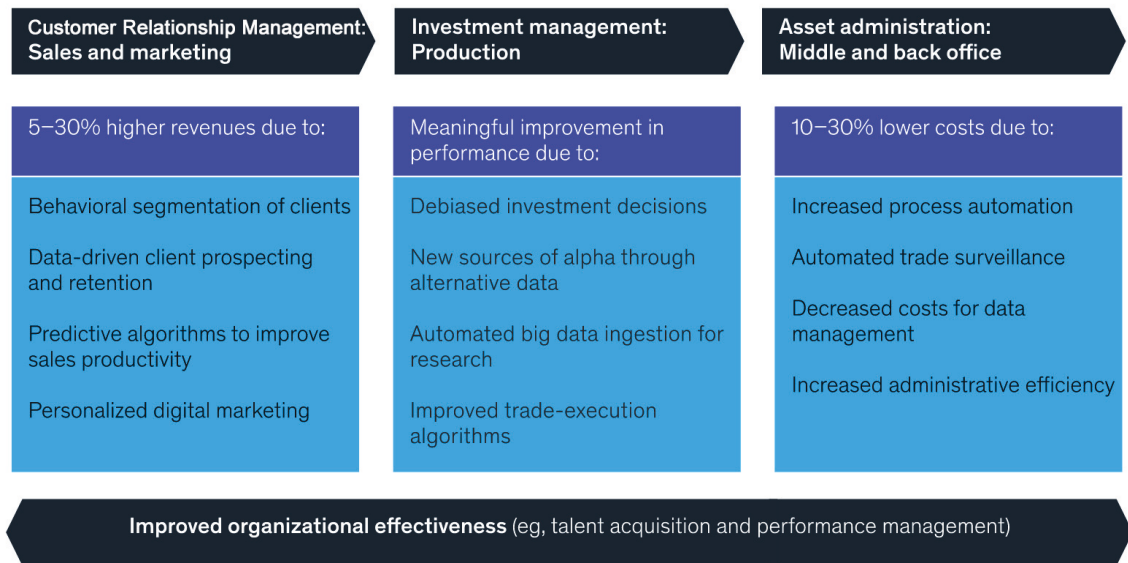 Customer Relationship Management:
Sales and marketing
Investment management:
Production
Asset administration:
Middle and back office
5–30% higher revenues due to:
Behavioral segmentation of clients
Data-driven client prospecting
and retention
Predictive algorithms to improve
sales productivity
Personalized digital marketing
Meaningful improvement in
performance due to:
Debiased investment decisions
New sources of alpha through
alternative data
Automated big data ingestion for
research
Improved trade-execution
algorithms
10–30% lower costs due to:
Increased process automation
Automated trade surveillance
Decreased costs for data
management
Increased administrative efficiency
Improved organizational effectiveness (eg, talent acquisition and performance management)